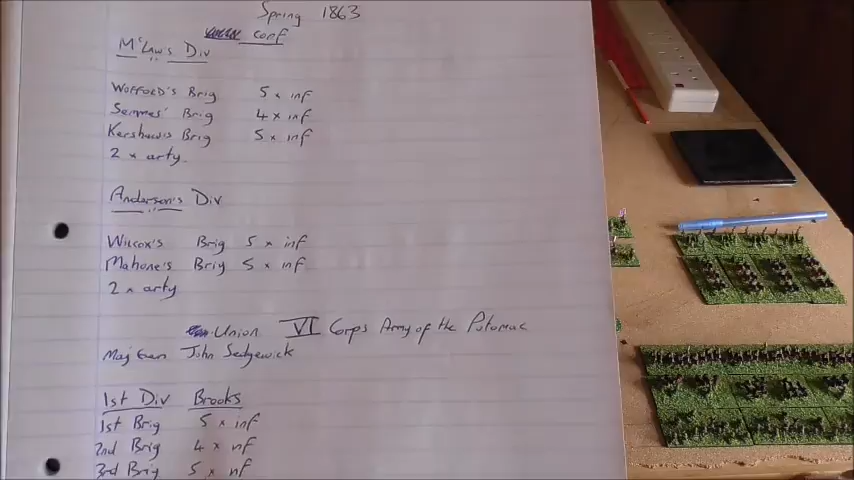 Spring 1863
Conf
McLaw's Div
Wofford's Brig 5 x inf
Semmes' Brig 4 x inf
Kershaw's Brig 5 x inf
2 x arty.
Anderson's Div
Wilcox's Brig 5 x inf
Mahone's Brig 5 x inf
2 x arty
Union VI Corps Army of the Potomac
Maj Gen John Sedgewick
1st Div Brooks
1st Brig 5 x inf
2nd Brig 4 x inf
3rd Brig 5 x inf